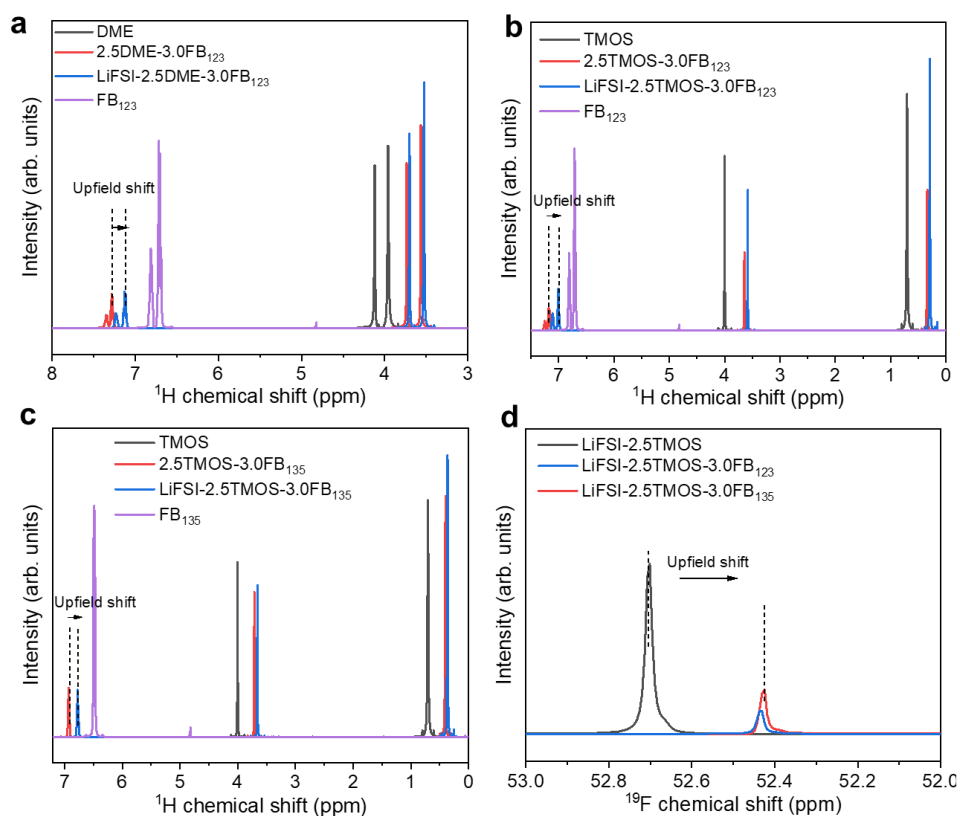 a
DME
2.5DME-3.0FB₁₂₃
LiFSI-2.5DME-3.0FB₁₂₃
FB₁₂₃
Upfield shift
Intensity (arb. units)
8 7 6 5 4 3
¹H chemical shift (ppm)
b
TMOS
2.5TMOS-3.0FB₁₂₃
LiFSI-2.5TMOS-3.0FB₁₂₃
FB₁₂₃
Upfield shift
Intensity (arb. units)
7 6 5 4 3 2 1 0
¹H chemical shift (ppm)
c
TMOS
2.5TMOS-3.0FB₁₃₅
LiFSI-2.5TMOS-3.0FB₁₃₅
FB₁₃₅
Upfield shift
Intensity (arb. units)
7 6 5 4 3 2 1 0
¹H chemical shift (ppm)
d
LiFSI-2.5TMOS
LiFSI-2.5TMOS-3.0FB₁₂₃
LiFSI-2.5TMOS-3.0FB₁₃₅
Upfield shift
Intensity (arb. units)
53.0 52.8 52.6 52.4 52.2 52.0
¹⁹F chemical shift (ppm)